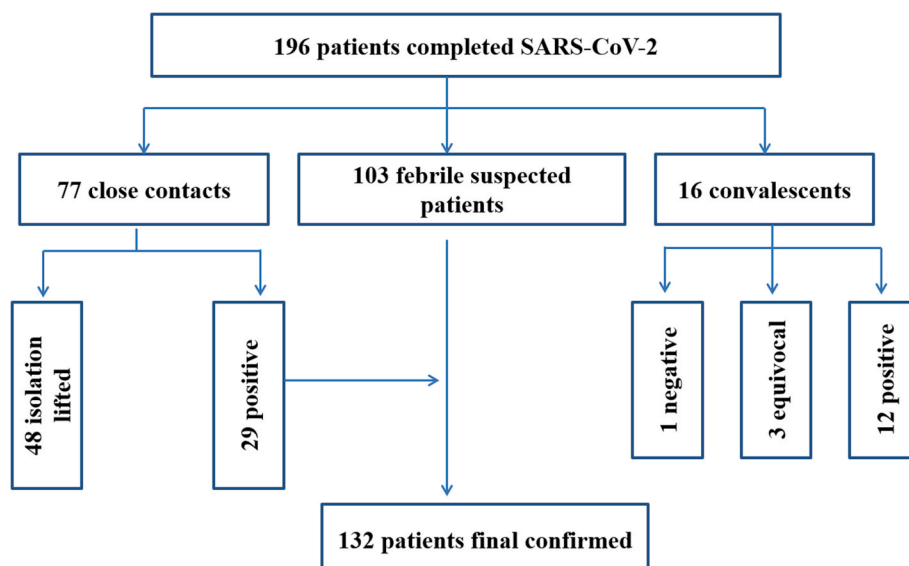 196 patients completed SARS-CoV-2
77 close contacts
103 febrile suspected
patients
16 convalescents
48 isolation
lifted
29 positive
1 negative
3 equivocal
12 positive
132 patients final confirmed